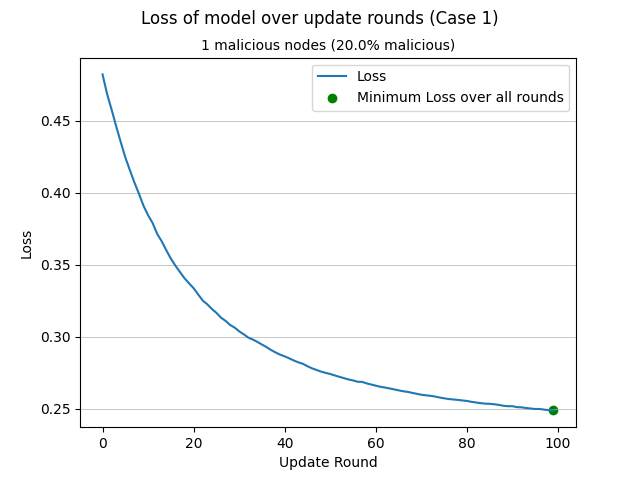 Loss of model over update rounds (Case 1)
1 malicious nodes (20.0% malicious)
Loss
Minimum Loss over all rounds
0.45
0.40
0.35
0.30
0.25
Loss
0 20 40 60 80 100
Update Round